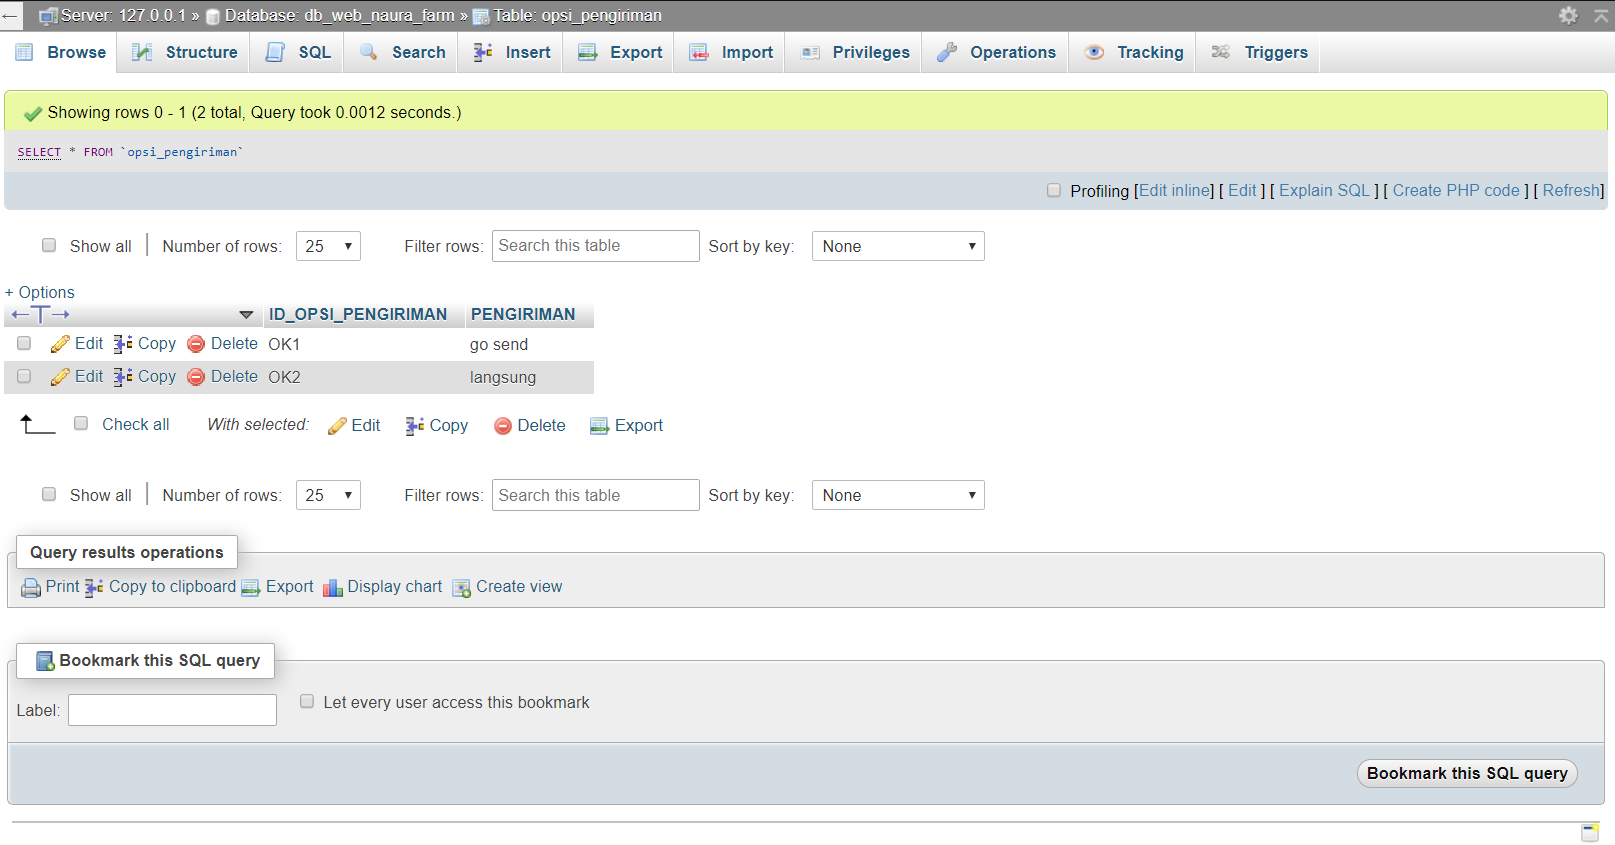 Server: 127.0.0.1 » Database: db_web_naura_farm » Table: opsi_pengiriman
Browse Structure SQL Search Insert Export Import Privileges Operations Tracking Triggers
Showing rows 0 - 1 (2 total, Query took 0.0012 seconds.)
SELECT * FROM `opsi_pengiriman`
Profiling [Edit inline] [ Edit ] [ Explain SQL ] [ Create PHP code ] [ Refresh]
Show all Number of rows: 25 Filter rows: Search this table Sort by key: None
+ Options
ID_OPSI_PENGIRIMAN PENGIRIMAN
Edit Copy Delete OK1 go send
Edit Copy Delete OK2 langsung
Check all With selected: Edit Copy Delete Export
Show all Number of rows: 25 Filter rows: Search this table Sort by key: None
Query results operations
Print Copy to clipboard Export Display chart Create view
Bookmark this SQL query
Label: Let every user access this bookmark
Bookmark this SQL query